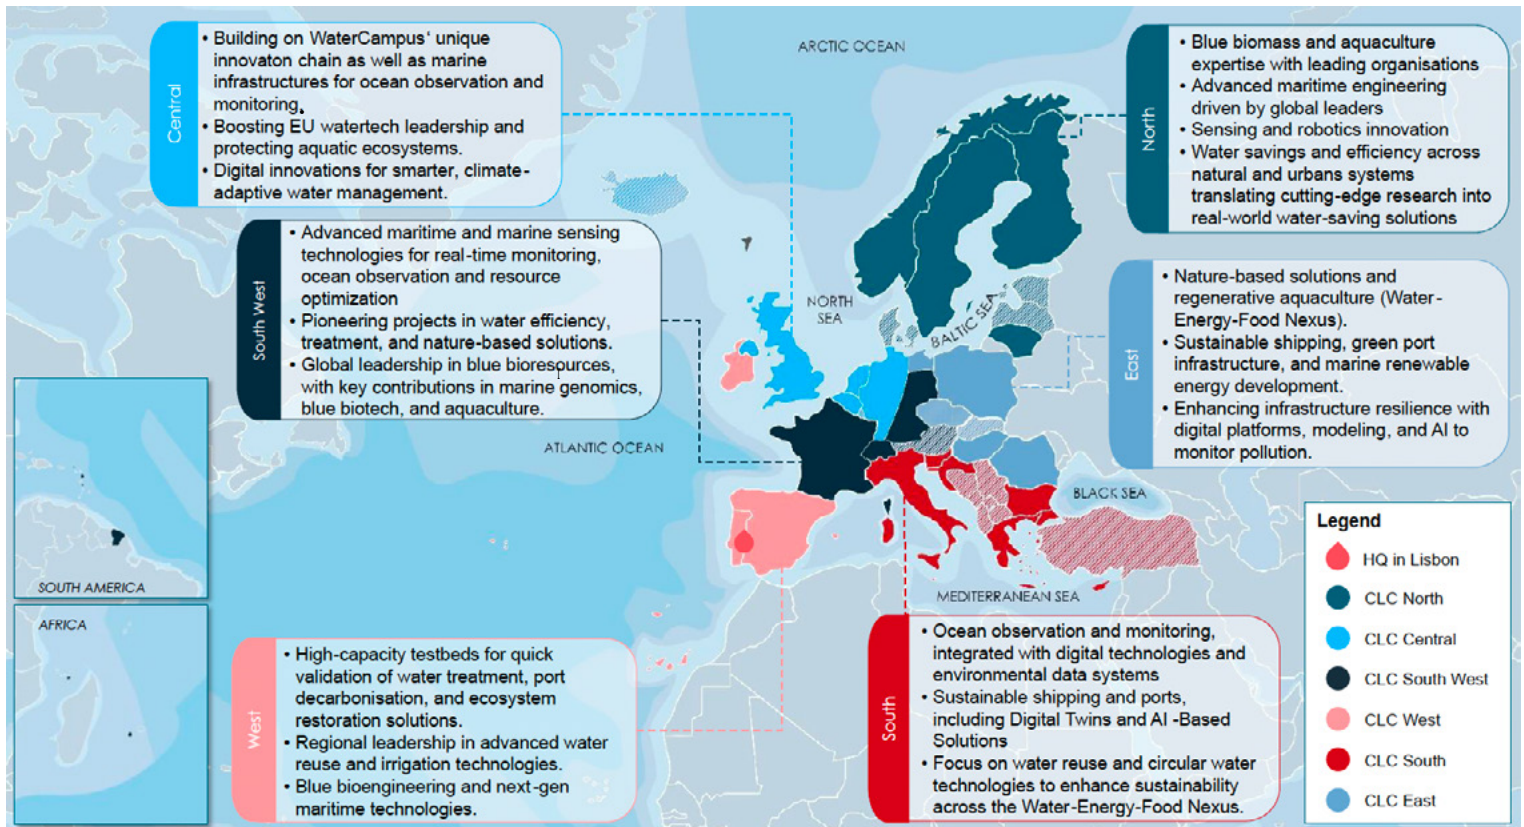 Central
• Building on WaterCampus‘ unique
innovaton chain as well as marine
infrastructures for ocean observation and
monitoring.
• Boosting EU watertech leadership and
protecting aquatic ecosystems.
• Digital innovations for smarter, climate-
adaptive water management.
ARCTIC OCEAN
North
• Blue biomass and aquaculture
expertise with leading organisations
• Advanced maritime engineering
driven by global leaders
• Sensing and robotics innovation
• Water savings and efficiency across
natural and urbans systems
translating cutting-edge research into
real-world water-saving solutions
South West
• Advanced maritime and marine sensing
technologies for real-time monitoring,
ocean observation and resource
optimization
• Pioneering projects in water efficiency,
treatment, and nature-based solutions.
• Global leadership in blue bioresources,
with key contributions in marine genomics,
blue biotech, and aquaculture.
NORTH
SEA
BALTIC SEA
East
• Nature-based solutions and
regenerative aquaculture (Water-
Energy-Food Nexus).
• Sustainable shipping, green port
infrastructure, and marine renewable
energy development.
• Enhancing infrastructure resilience with
digital platforms, modeling, and AI to
monitor pollution.
ATLANTIC OCEAN
BLACK SEA
MEDITERRANEAN SEA
SOUTH AMERICA
AFRICA
West
• High-capacity testbeds for quick
validation of water treatment, port
decarbonisation, and ecosystem
restoration solutions.
• Regional leadership in advanced water
reuse and irrigation technologies.
• Blue bioengineering and next-gen
maritime technologies.
South
• Ocean observation and monitoring,
integrated with digital technologies and
environmental data systems
• Sustainable shipping and ports,
including Digital Twins and AI -Based
Solutions
• Focus on water reuse and circular water
technologies to enhance sustainability
across the Water-Energy-Food Nexus.
Legend
HQ in Lisbon
CLC North
CLC Central
CLC South West
CLC West
CLC South
CLC East